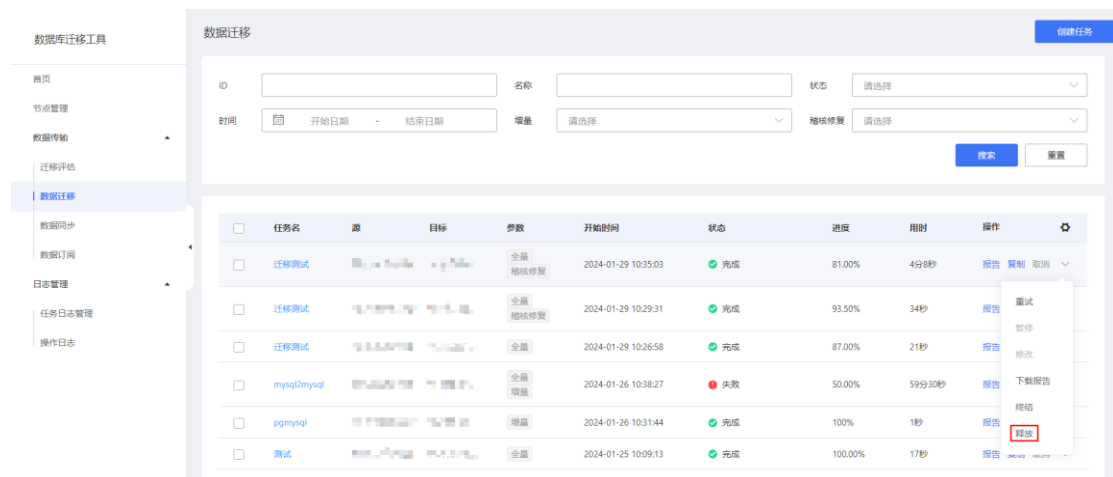 数据库迁移工具
首页
节点管理
数据传输
迁移评估
数据迁移
数据同步
数据订阅
日志管理
任务日志管理
操作日志
数据迁移 创建任务
ID 名称 状态 请选择
时间 开始日期 - 结束日期 增量 请选择 稽核修复 请选择
搜索 重置
任务名 源 目标 参数 开始时间 状态 进度 用时 操作
迁移测试 全量 稽核修复 2024-01-29 10:35:03 完成 81.00% 4分8秒 报告 复制 取消
迁移测试 全量 稽核修复 2024-01-29 10:29:31 完成 93.50% 34秒 报告
迁移测试 全量 2024-01-29 10:26:58 完成 87.00% 21秒 报告
mysql2mysql 全量 增量 2024-01-26 10:38:27 失败 50.00% 59分30秒 报告
pgmysql 增量 2024-01-26 10:31:44 完成 100% 1秒 报告
测试 全量 2024-01-25 10:09:13 完成 100.00% 17秒 报告 复制 取消
重试
暂停
修改
下载报告
终结
释放